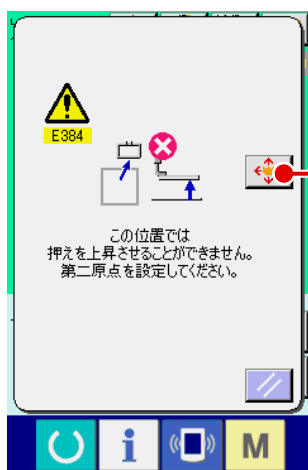 E384
この位置では
押えを上昇させることができません。
第二原点を設定してください。
i
M